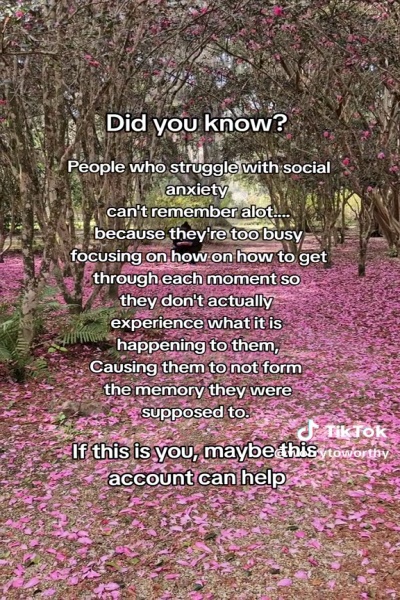 Did you know?
People who struggle with social
anxiety
can't remember alot....
because they're too busy
focusing on how on how to get
through each moment so
they don't actually
experience what it is
happening to them,
Causing them to not form
the memory they were
supposed to.
TikTok
If this is you, maybe this
account can help